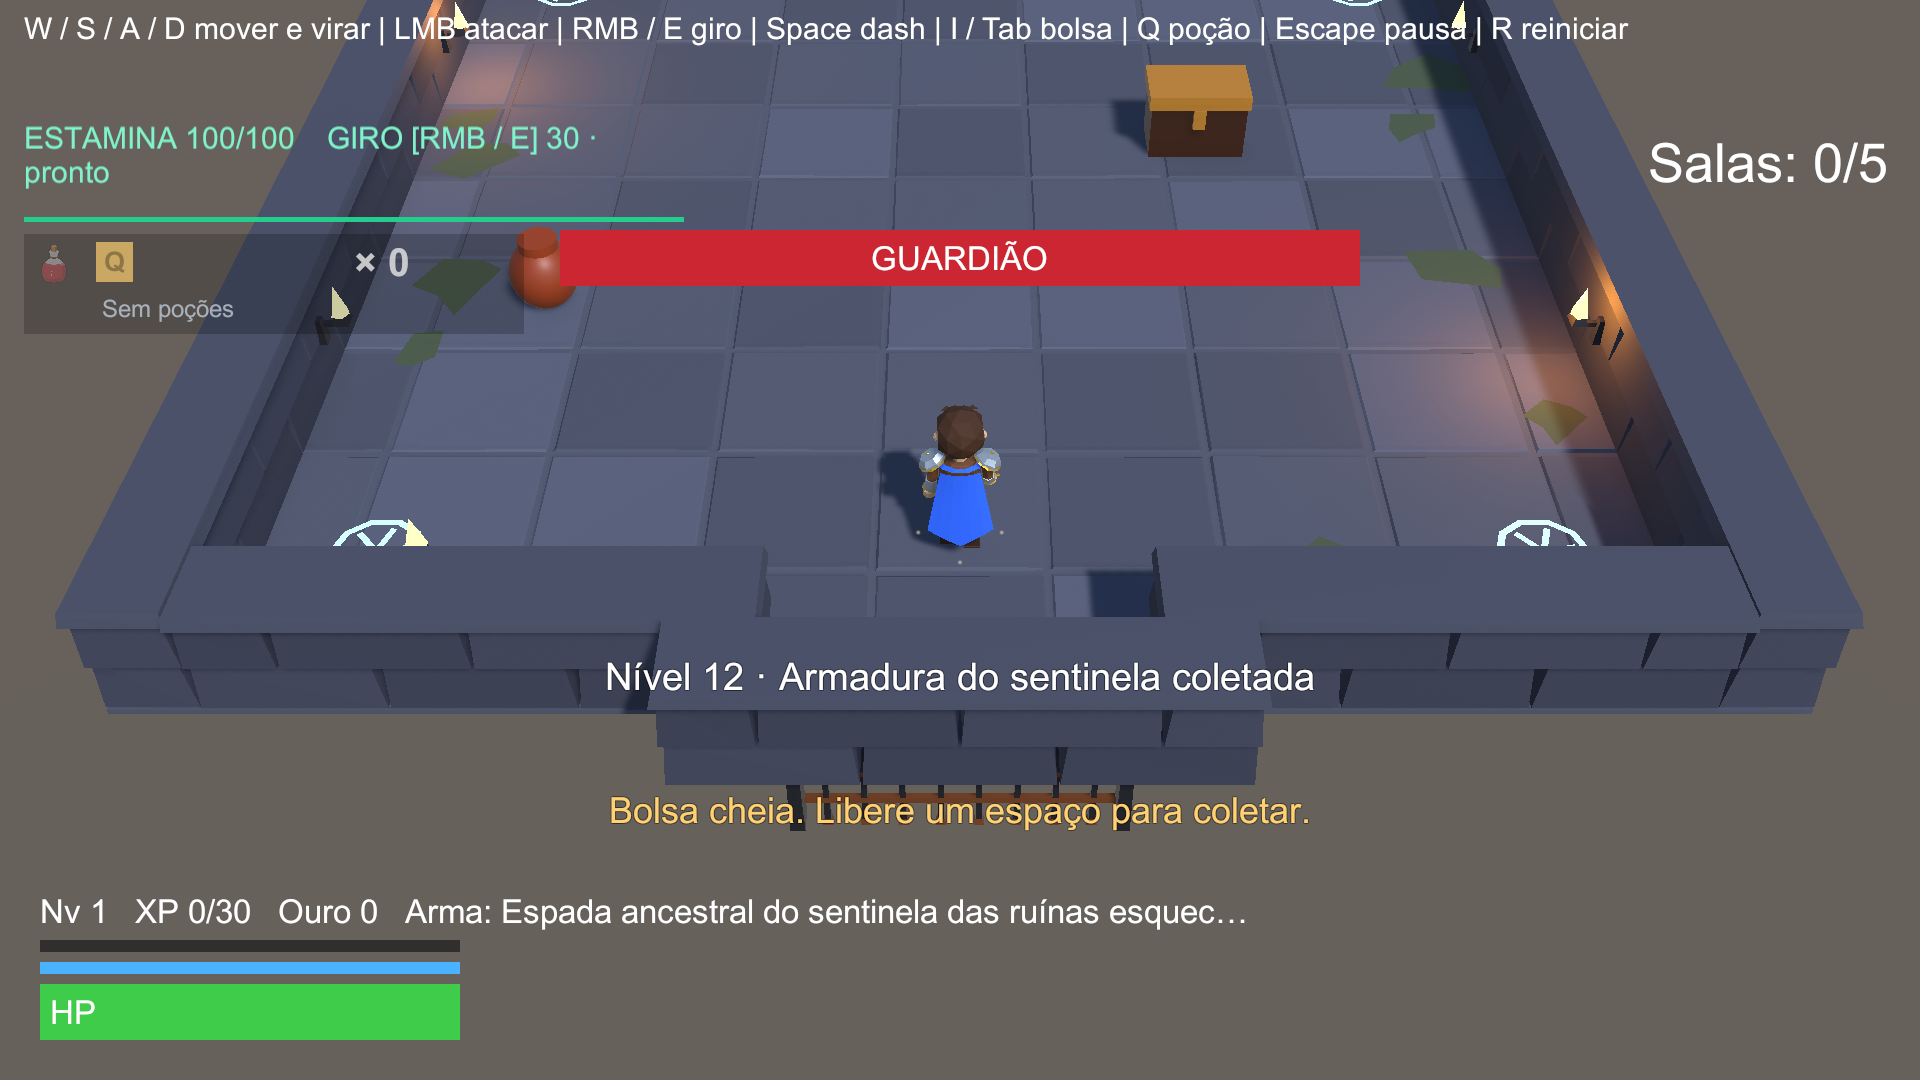 W / S / A / D mover e virar | LMB atacar | RMB / E giro | Space dash | I / Tab bolsa | Q poção | Escape pausa | R reiniciar
ESTAMINA 100/100    GIRO [RMB / E] 30 ·
pronto
Salas: 0/5
Q × 0
Sem poções
GUARDIÃO
Nível 12 · Armadura do sentinela coletada
Bolsa cheia. Libere um espaço para coletar.
Nv 1   XP 0/30   Ouro 0   Arma: Espada ancestral do sentinela das ruínas esquec…
HP